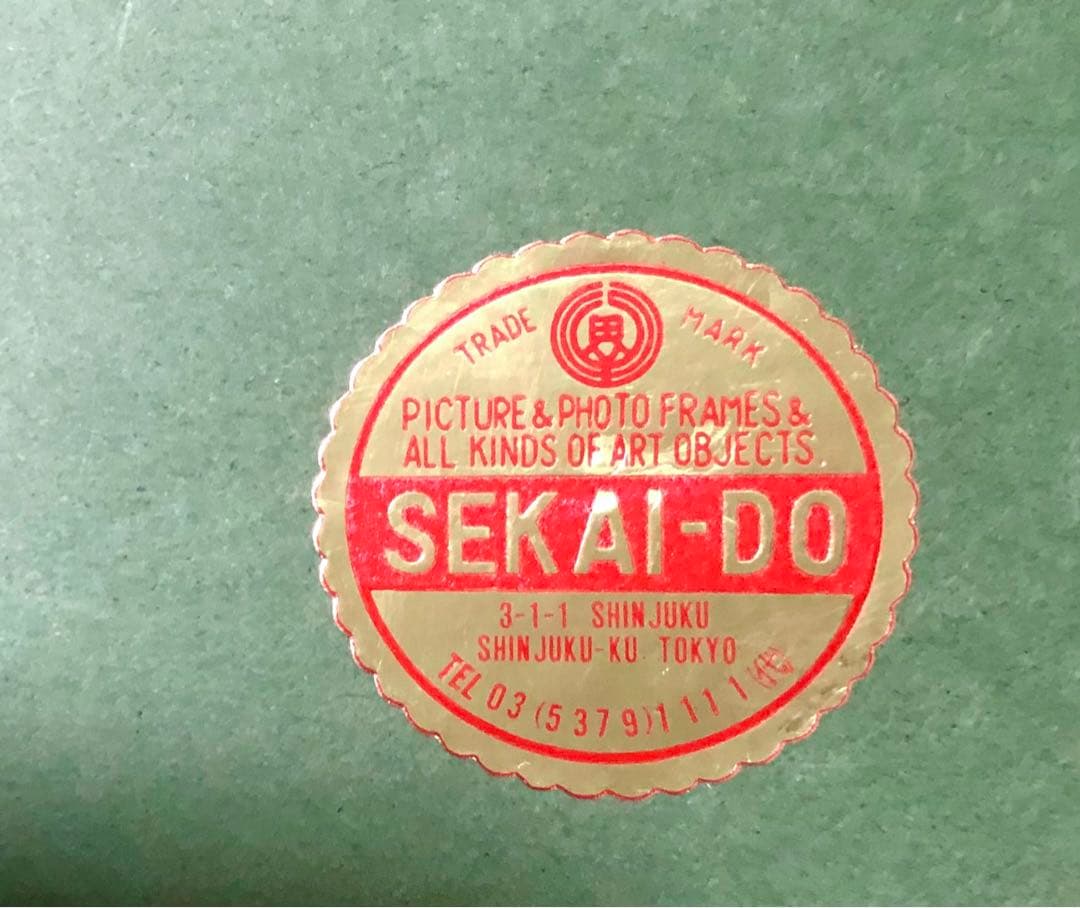 TRADE MARK
界
PICTURE & PHOTO FRAMES &
ALL KINDS OF ART OBJECTS
SEKAI-DO
3-1-1 SHINJUKU
SHINJUKU-KU TOKYO
TEL 03(5379)1111